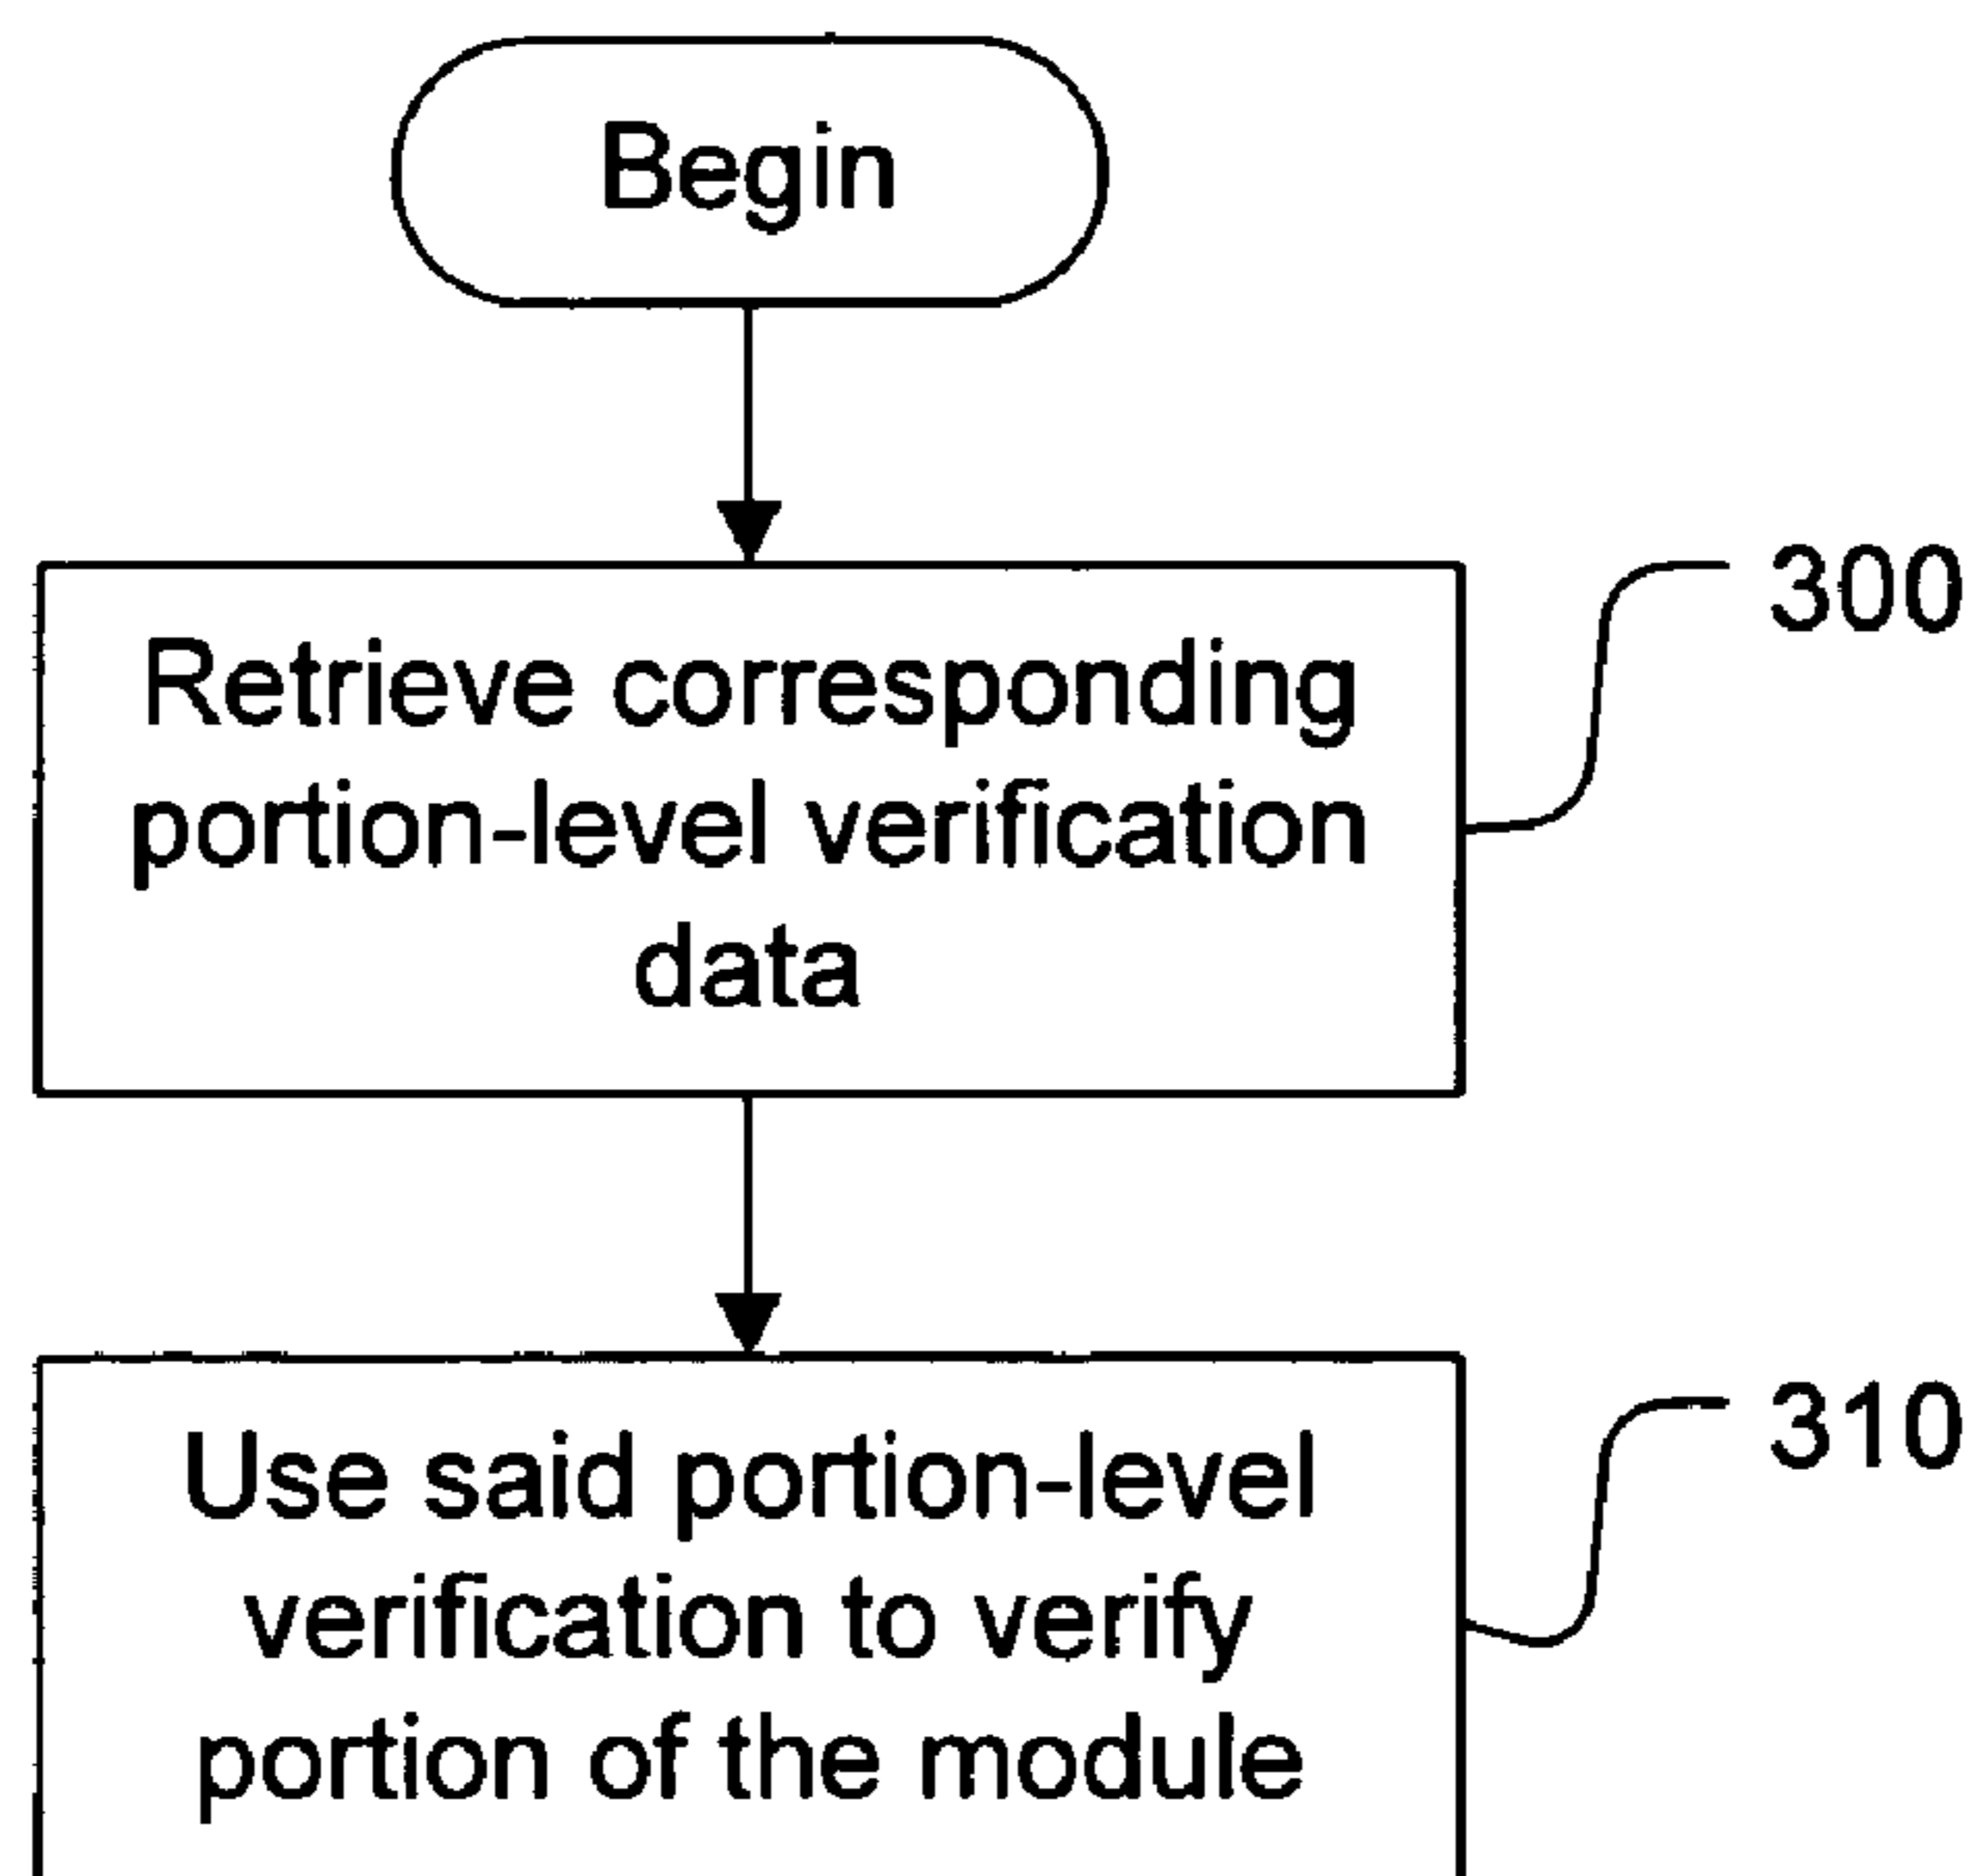 Begin
300
Retrieve corresponding
portion-level verification
data
310
Use said portion-level
verification to verify
portion of the module